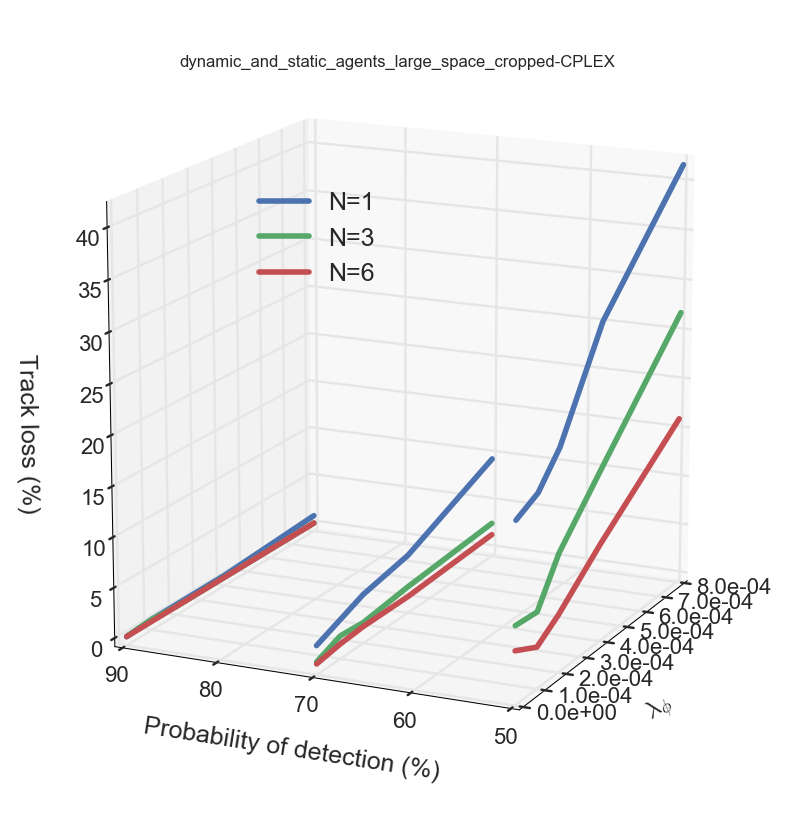 dynamic_and_static_agents_large_space_cropped-CPLEX
N=1
N=3
N=6
40
35
30
25
20
15
10
5
0
Track loss (%)
90
80
70
60
50
Probability of detection (%)
8.0e-04
7.0e-04
6.0e-04
5.0e-04
4.0e-04
3.0e-04
2.0e-04
1.0e-04
0.0e+00
λϕ